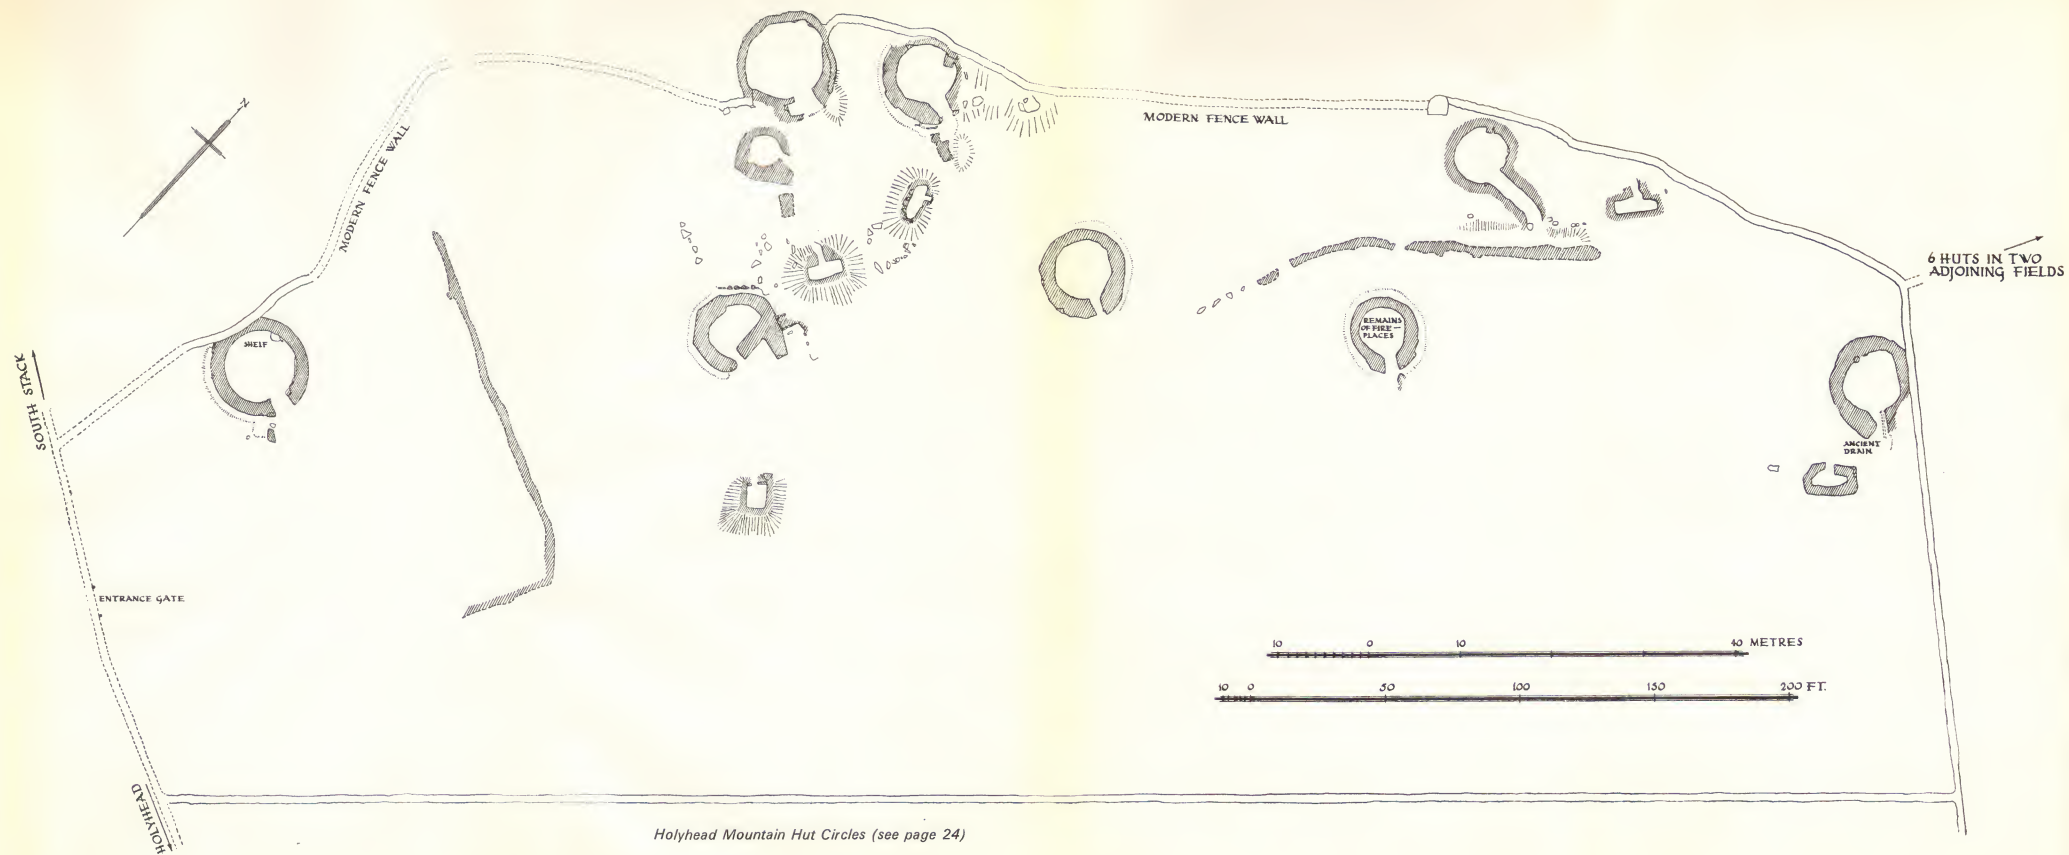 N
MODERN FENCE WALL
MODERN FENCE WALL
6 HUTS IN TWO
ADJOINING FIELDS
SHELF
REMAINS
OF FIRE-
PLACES
SOUTH STACK
ANCIENT
DRAIN
ENTRANCE GATE
10 0 10 40 METRES
10 0 50 100 150 200 FT.
HOLYHEAD
Holyhead Mountain Hut Circles (see page 24)